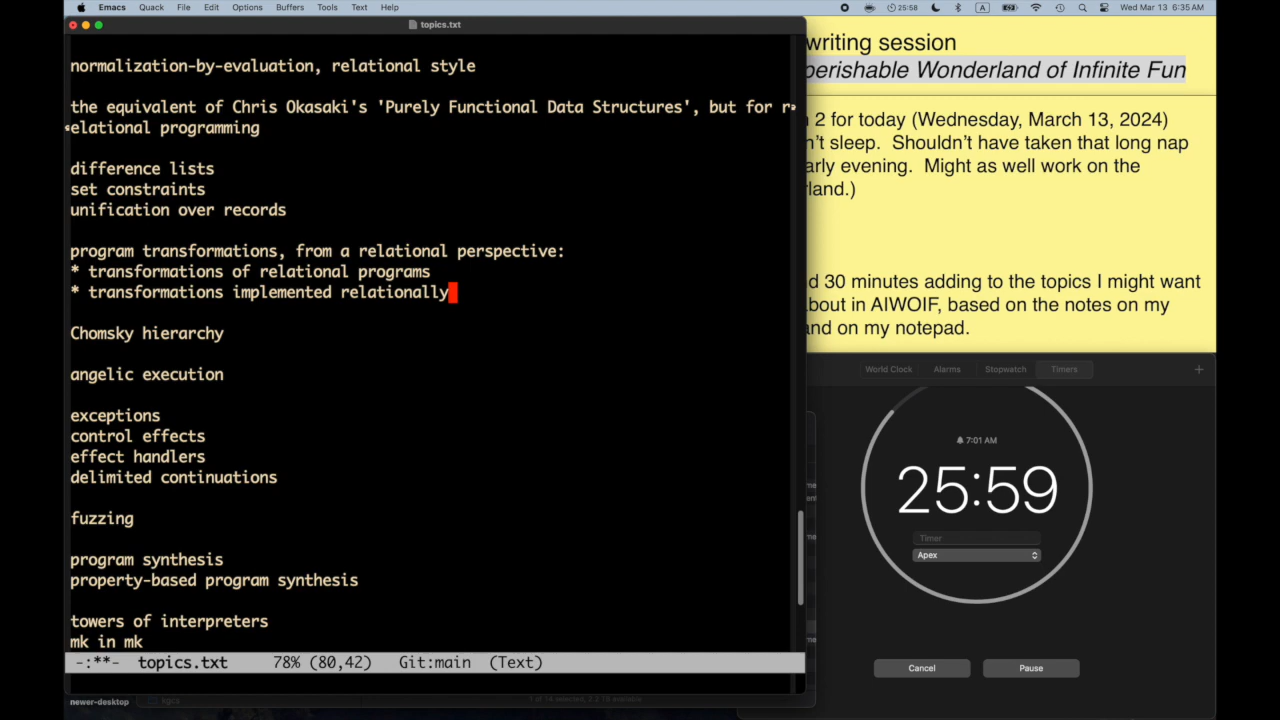 Emacs Quack File Edit Options Buffers Tools Text Help 25:58 A Wed Mar 13 6:35 AM
topics.txt
normalization-by-evaluation, relational style
the equivalent of Chris Okasaki's 'Purely Functional Data Structures', but for r
elational programming
difference lists
set constraints
unification over records
program transformations, from a relational perspective:
* transformations of relational programs
* transformations implemented relationally
Chomsky hierarchy
angelic execution
exceptions
control effects
effect handlers
delimited continuations
fuzzing
program synthesis
property-based program synthesis
towers of interpreters
mk in mk
-:**- topics.txt 78% (80,42) Git:main (Text)
newer-desktop
writing session
perishable Wonderland of Infinite Fun
2 for today (Wednesday, March 13, 2024)
n't sleep. Shouldn't have taken that long nap
arly evening. Might as well work on the
land.)
d 30 minutes adding to the topics I might want
bout in AIWOIF, based on the notes on my
and on my notepad.
World Clock Alarms Stopwatch Timers +
7:01 AM
25:59
Timer
Apex
Cancel Pause